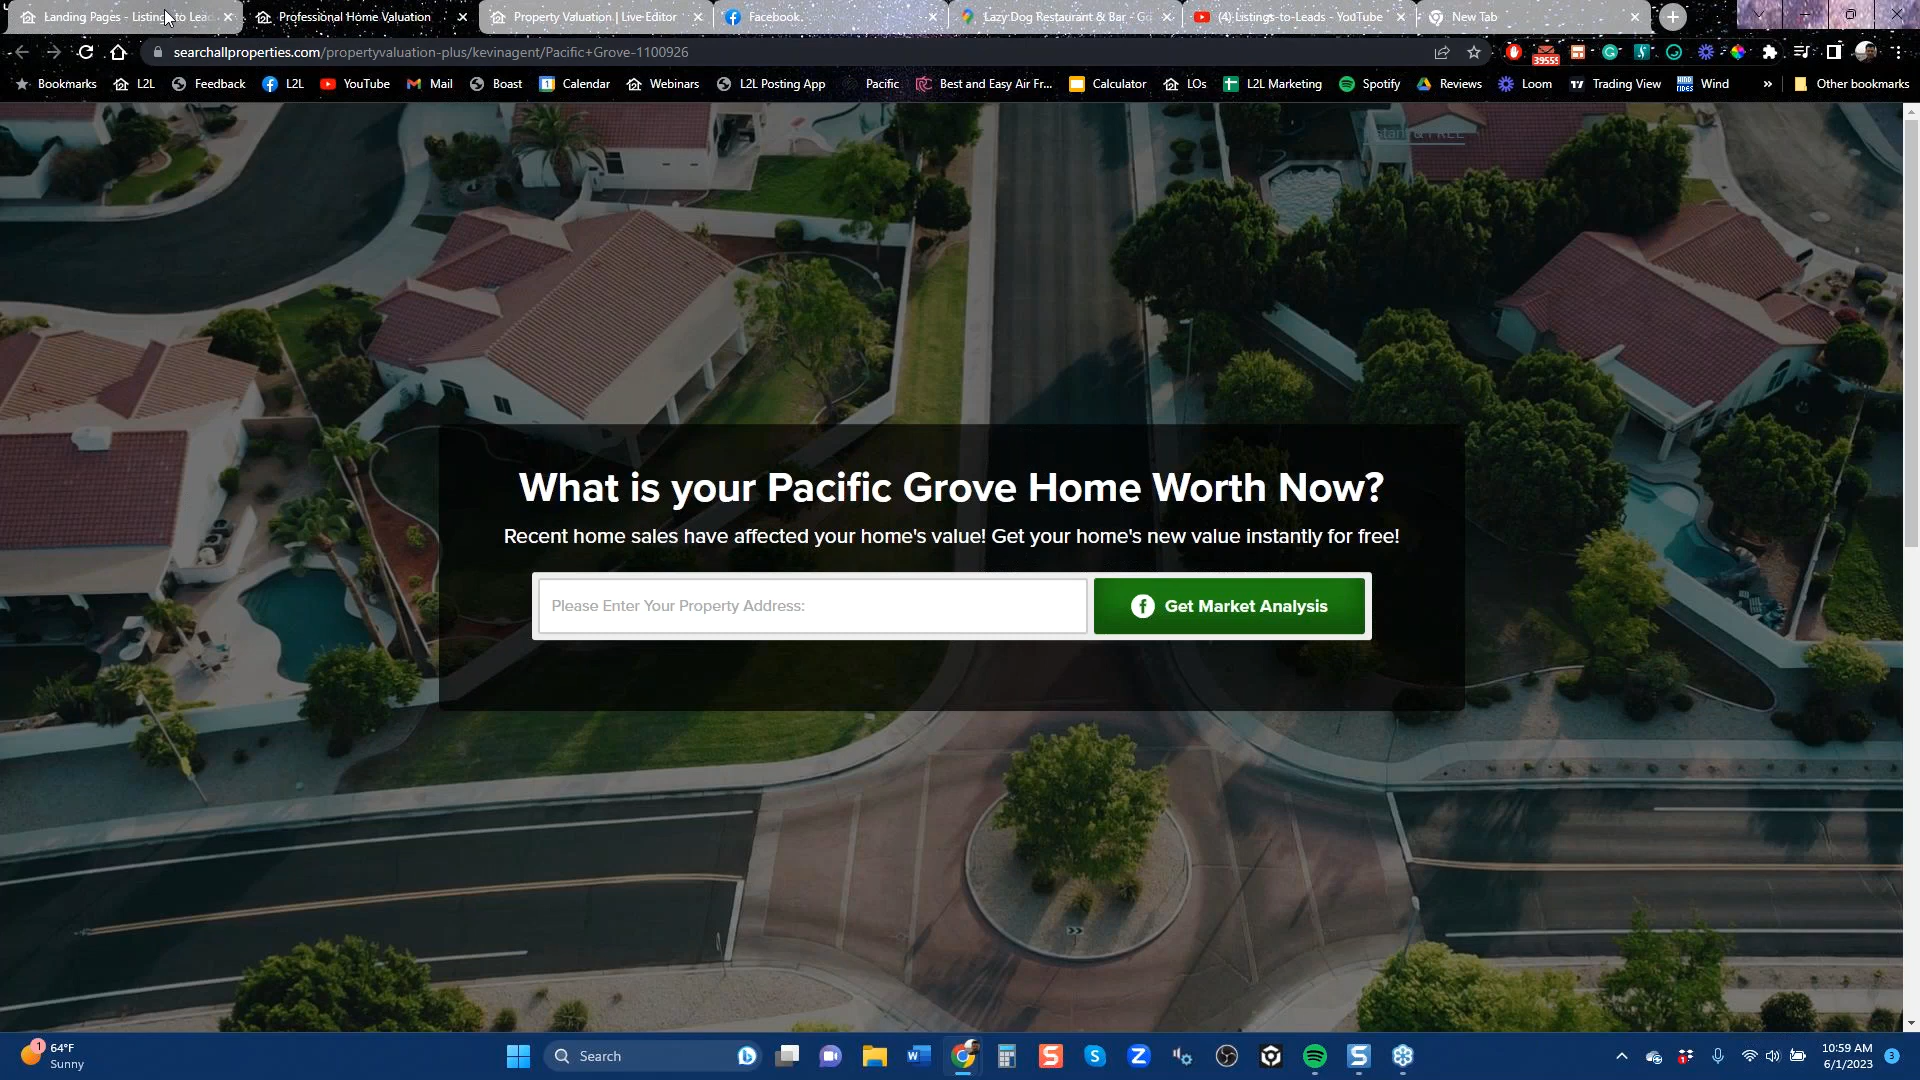 Landing Pages - Listings to Lea
Professional Home Valuation
Property Valuation | Live Editor
Facebook
Lazy Dog Restaurant & Bar - Go
(4) Listings-to-Leads - YouTube
New Tab
searchallproperties.com/propertyvaluation-plus/kevinagent/Pacific+Grove-1100926
39555
Bookmarks
L2L
Feedback
L2L
YouTube
Mail
Boast
Calendar
Webinars
L2L Posting App
Pacific
Best and Easy Air Fr...
Calculator
LOs
L2L Marketing
Spotify
Reviews
Loom
Trading View
Wind
Other bookmarks
What is your Pacific Grove Home Worth Now?
Recent home sales have affected your home's value! Get your home's new value instantly for free!
Please Enter Your Property Address:
Get Market Analysis
64°F
Sunny
Search
10:59 AM
6/1/2023
3